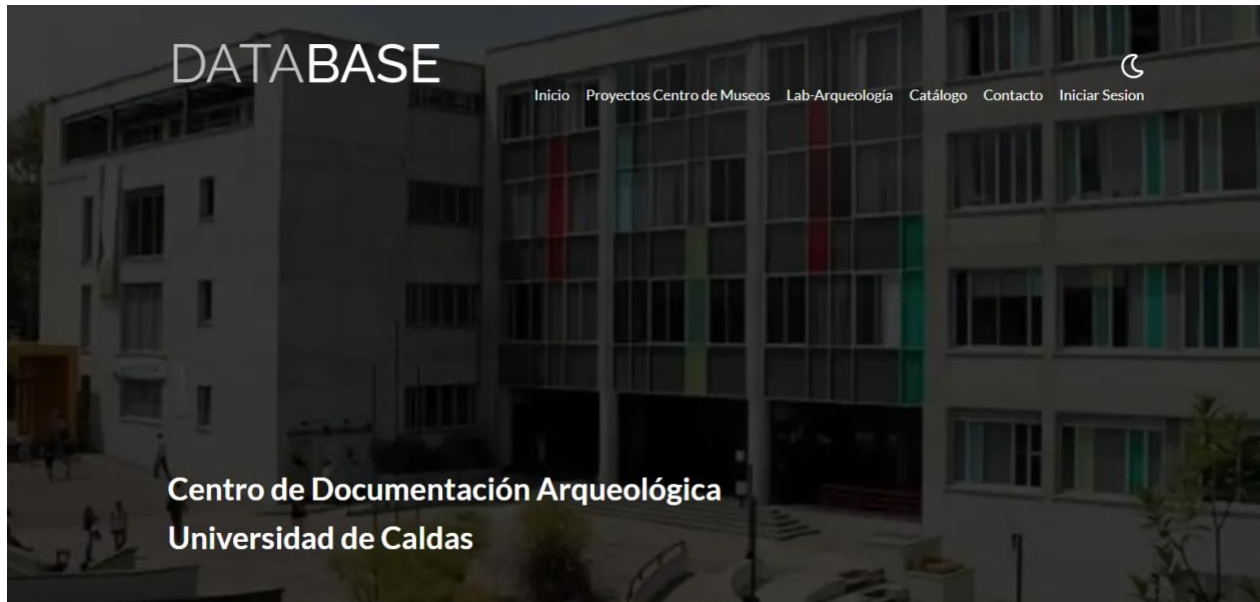 DATABASE
Inicio Proyectos Centro de Museos Lab-Arqueología Catálogo Contacto Iniciar Sesion
Centro de Documentación Arqueológica
Universidad de Caldas